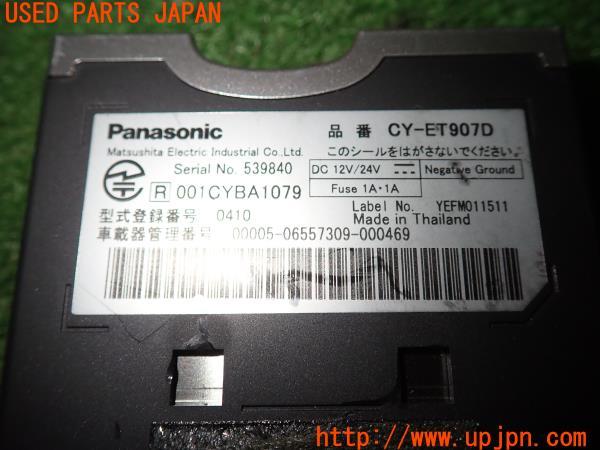 USED PARTS JAPAN
Panasonic 品番 CY-ET907D
Matsushita Electric Industrial Co.,Ltd. このシールをはがさないでください。
Serial No. 539840 DC 12V/24V Negative Ground
R 001CYBA1079 Fuse 1A・1A
Label No. YEFM011511
型式登録番号 0410 Made in Thailand
車載器管理番号 00005-06557309-000469
http://www.upjpn.com/